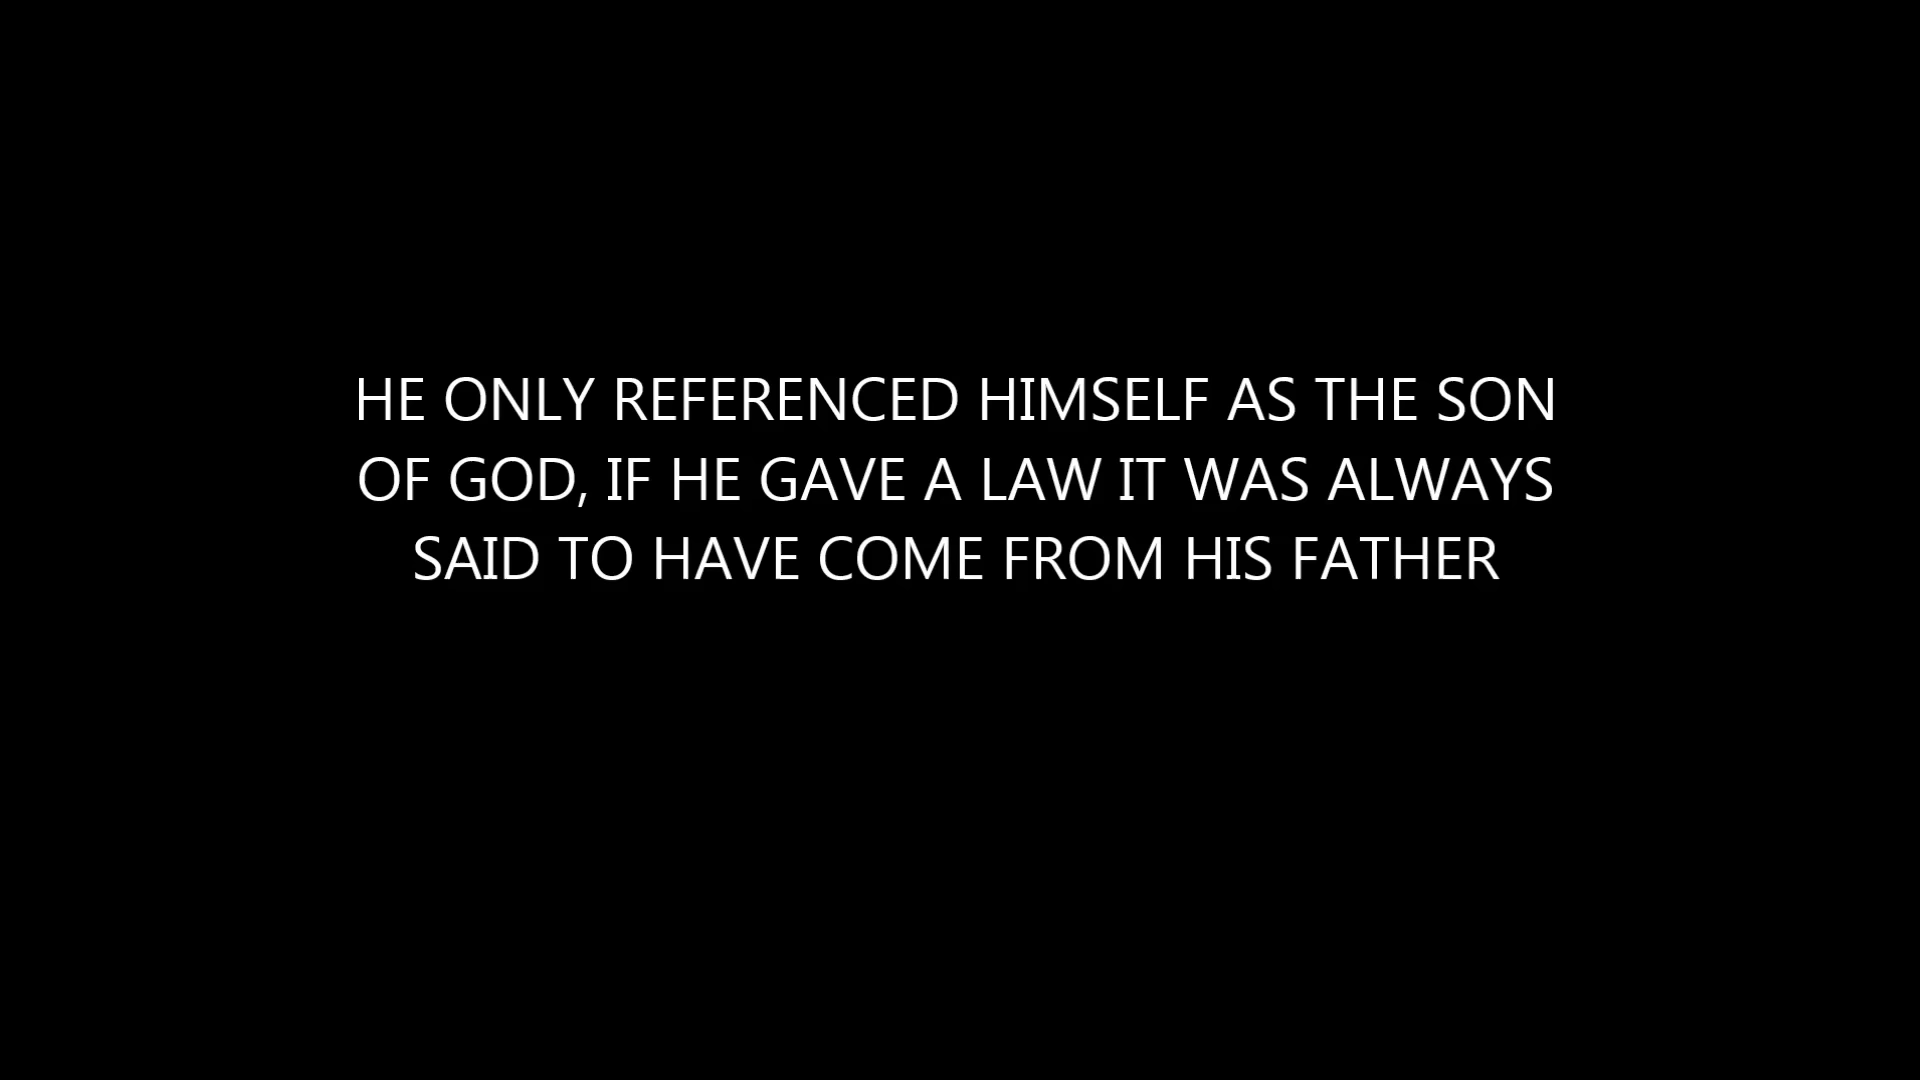 HE ONLY REFERENCED HIMSELF AS THE SON
OF GOD, IF HE GAVE A LAW IT WAS ALWAYS
SAID TO HAVE COME FROM HIS FATHER